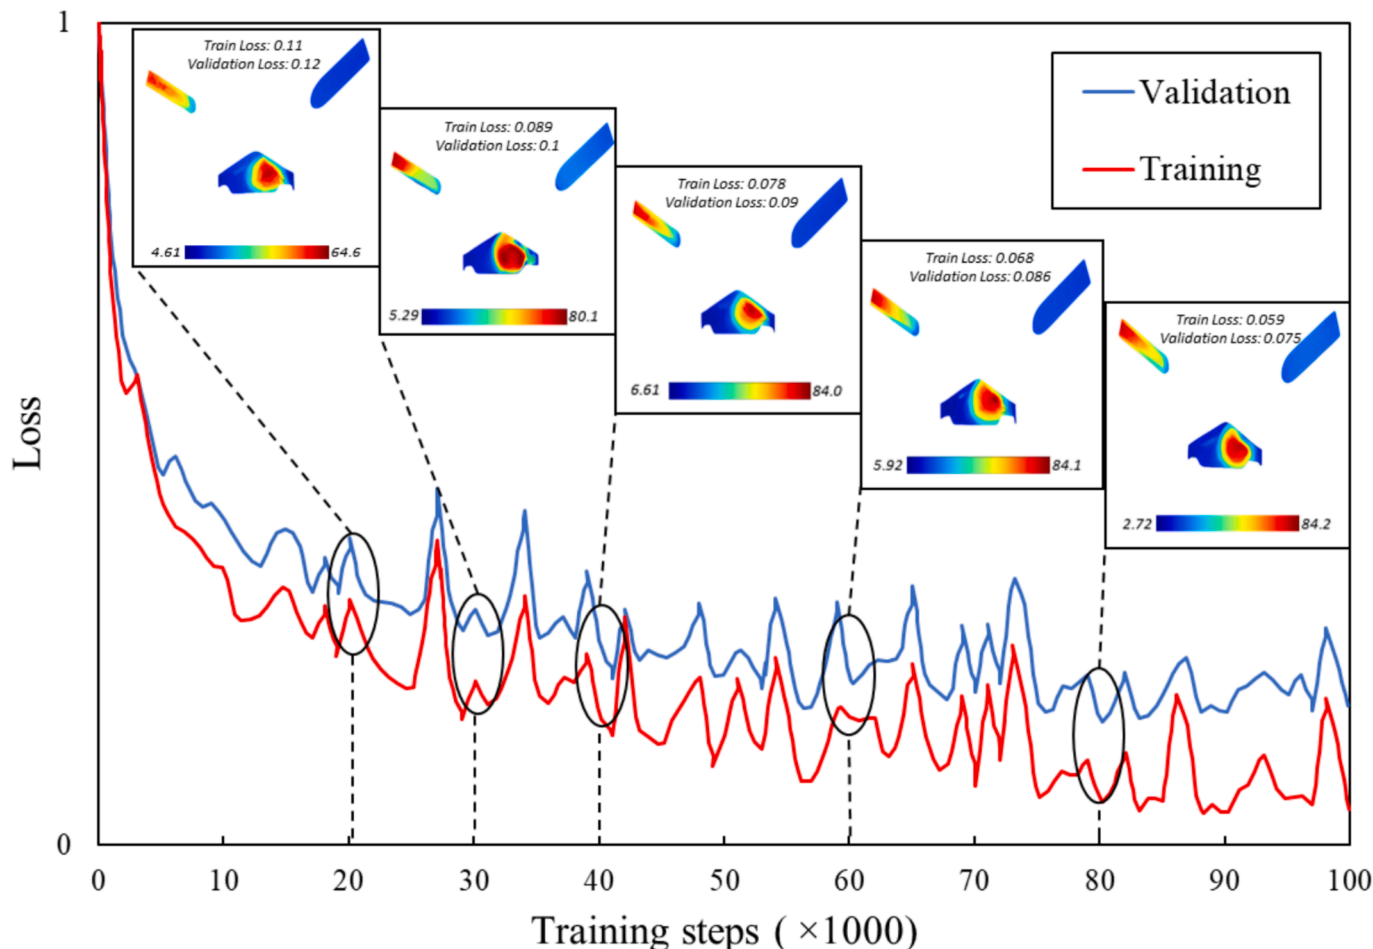 1
Train Loss: 0.11
Validation Loss: 0.12
4.61 64.6
Train Loss: 0.089
Validation Loss: 0.1
5.29 80.1
Train Loss: 0.078
Validation Loss: 0.09
6.61 84.0
Train Loss: 0.068
Validation Loss: 0.086
5.92 84.1
Train Loss: 0.059
Validation Loss: 0.075
2.72 84.2
Validation
Training
Loss
0
0 10 20 30 40 50 60 70 80 90 100
Training steps ( ×1000)